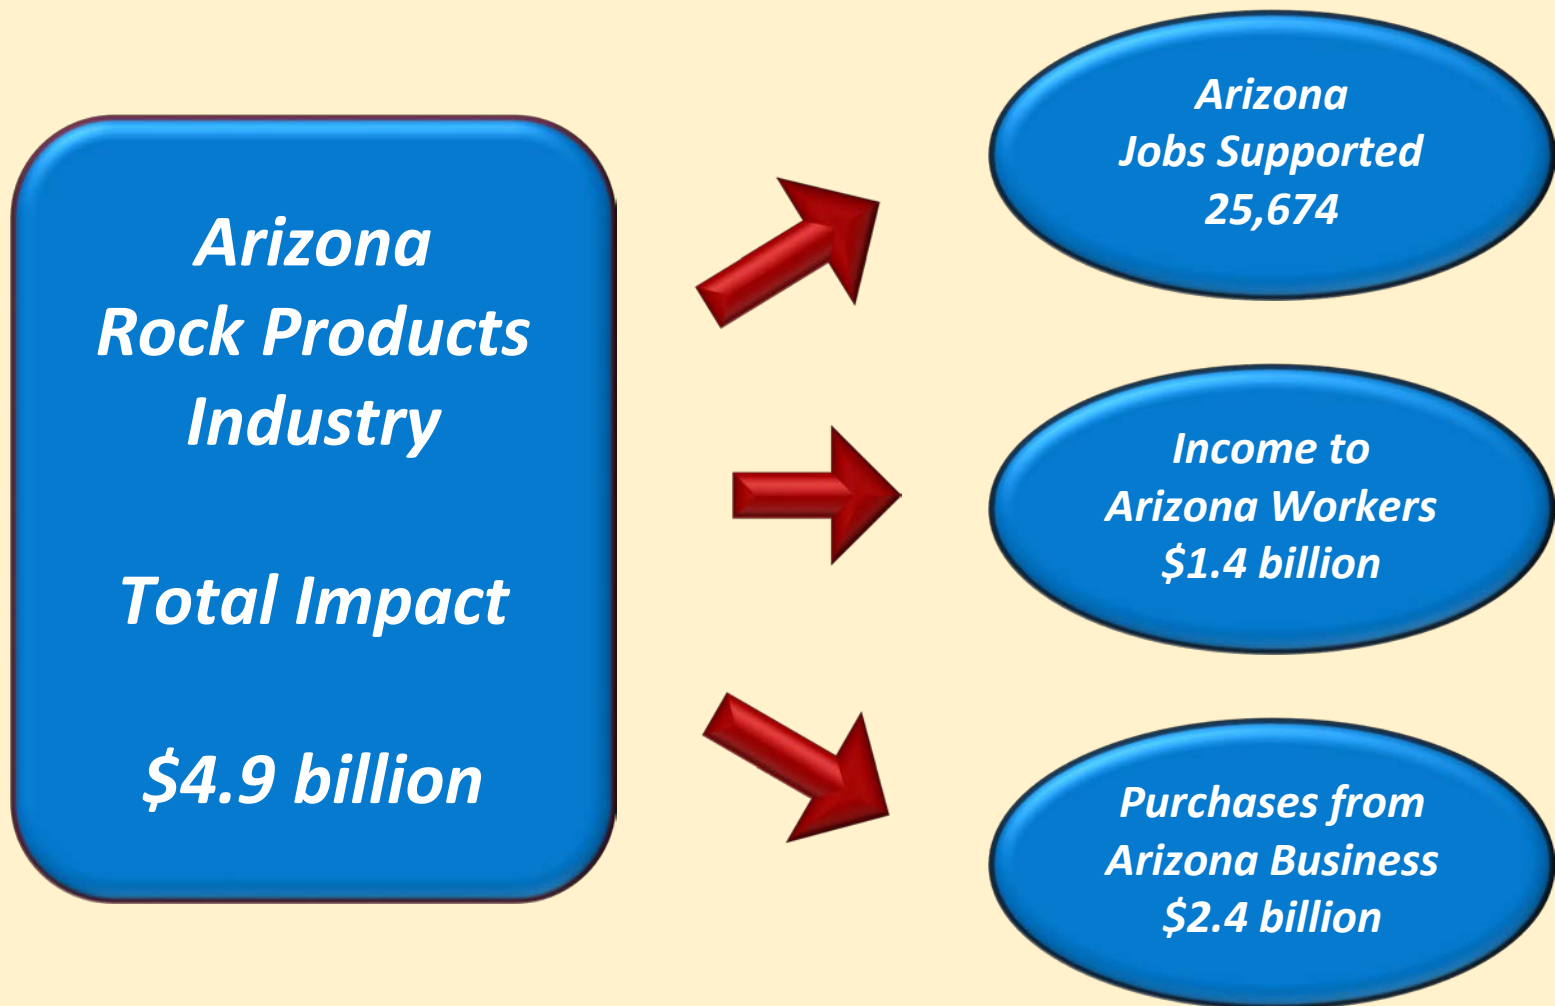 Arizona
Rock Products
Industry
Total Impact
$4.9 billion
Arizona
Jobs Supported
25,674
Income to
Arizona Workers
$1.4 billion
Purchases from
Arizona Business
$2.4 billion